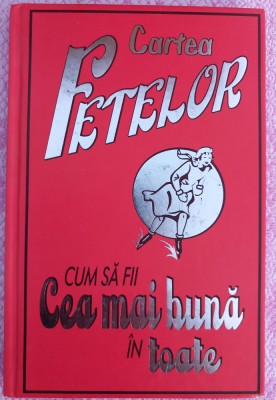 Cartea
FETELOR
CUM SĂ FII
Cea mai bună
ÎN toate